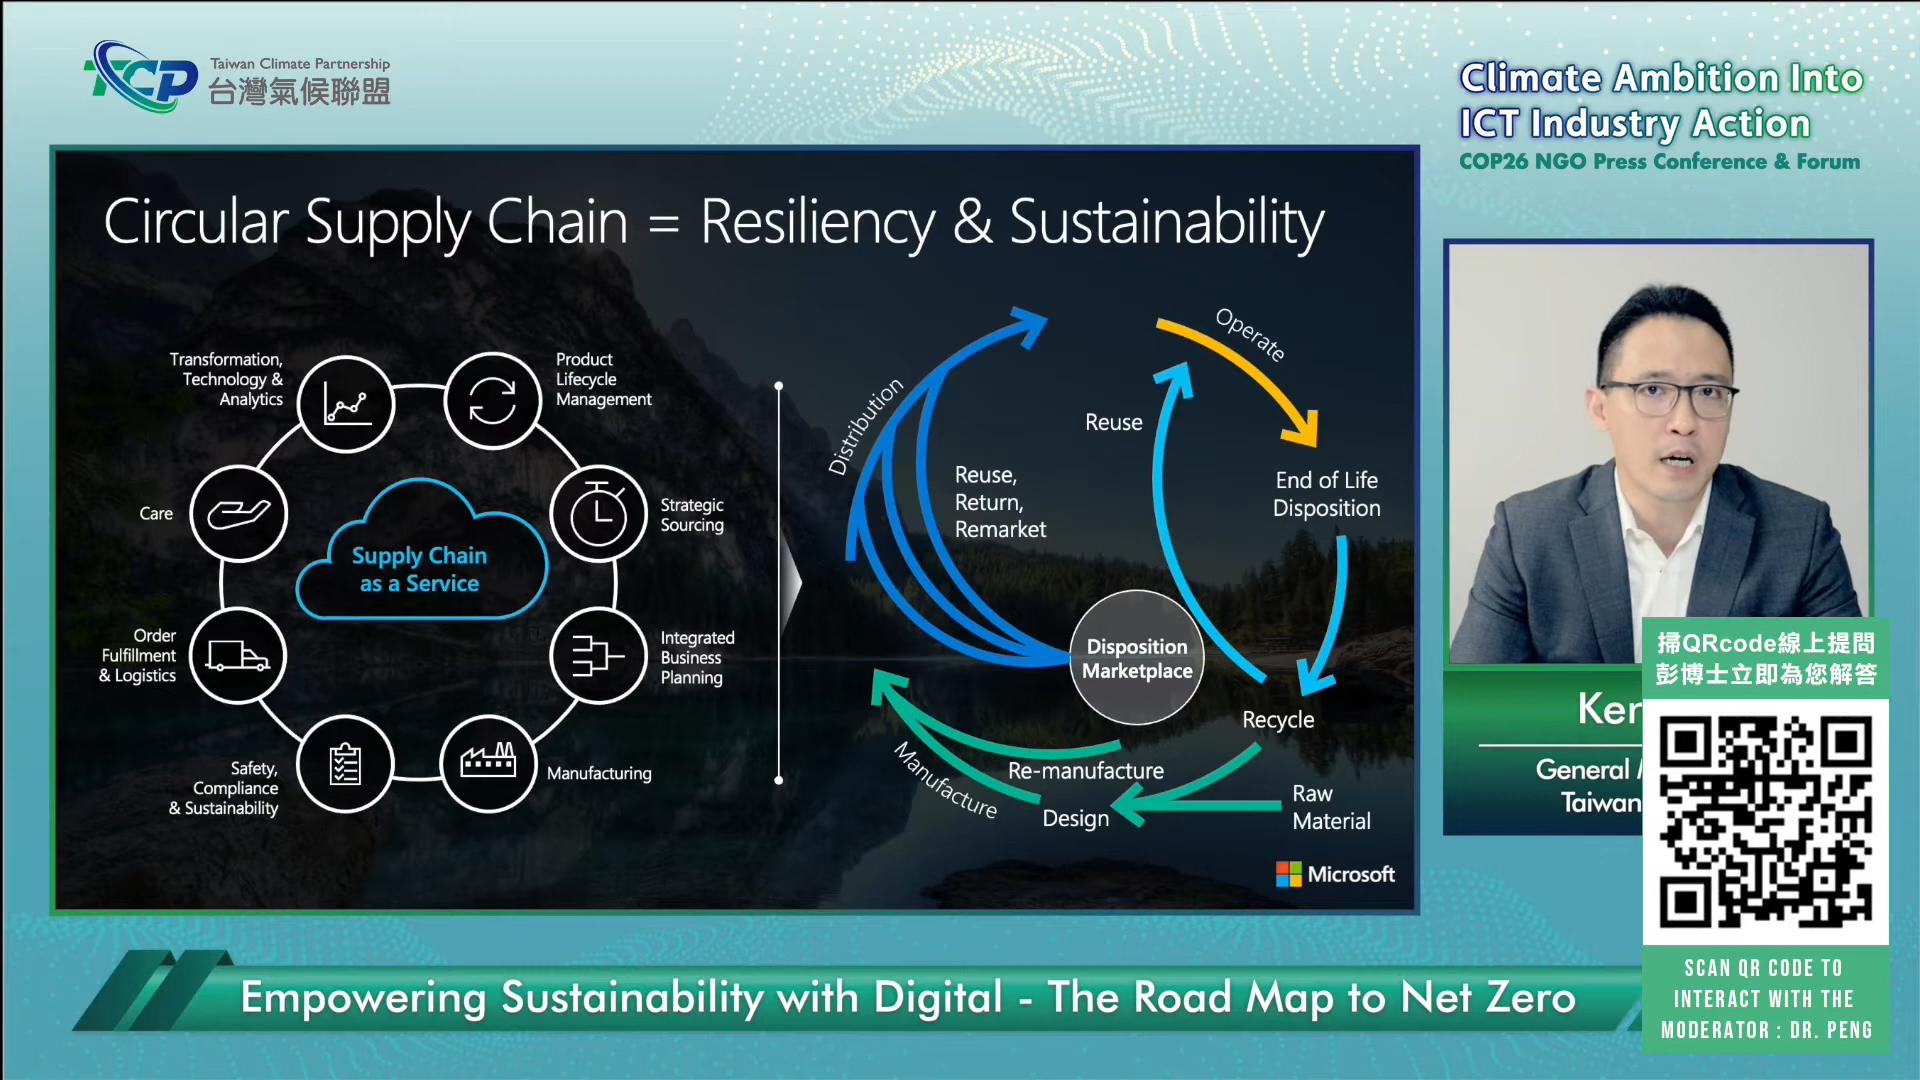 TCP
Taiwan Climate Partnership
台灣氣候聯盟
Climate Ambition Into
ICT Industry Action
COP26 NGO Press Conference & Forum
Circular Supply Chain = Resiliency & Sustainability
Transformation,
Technology &
Analytics
Product
Lifecycle
Management
Care
Strategic
Sourcing
Supply Chain
as a Service
Order
Fulfillment
& Logistics
Integrated
Business
Planning
Safety,
Compliance
& Sustainability
Manufacturing
Distribution
Operate
Reuse
Reuse,
Return,
Remarket
End of Life
Disposition
Disposition
Marketplace
Recycle
Manufacture
Re-manufacture
Design
Raw
Material
Microsoft
General
Taiwan
掃QRcode線上提問
彭博士立即為您解答
SCAN QR CODE TO
INTERACT WITH THE
MODERATOR : DR. PENG
Empowering Sustainability with Digital - The Road Map to Net Zero